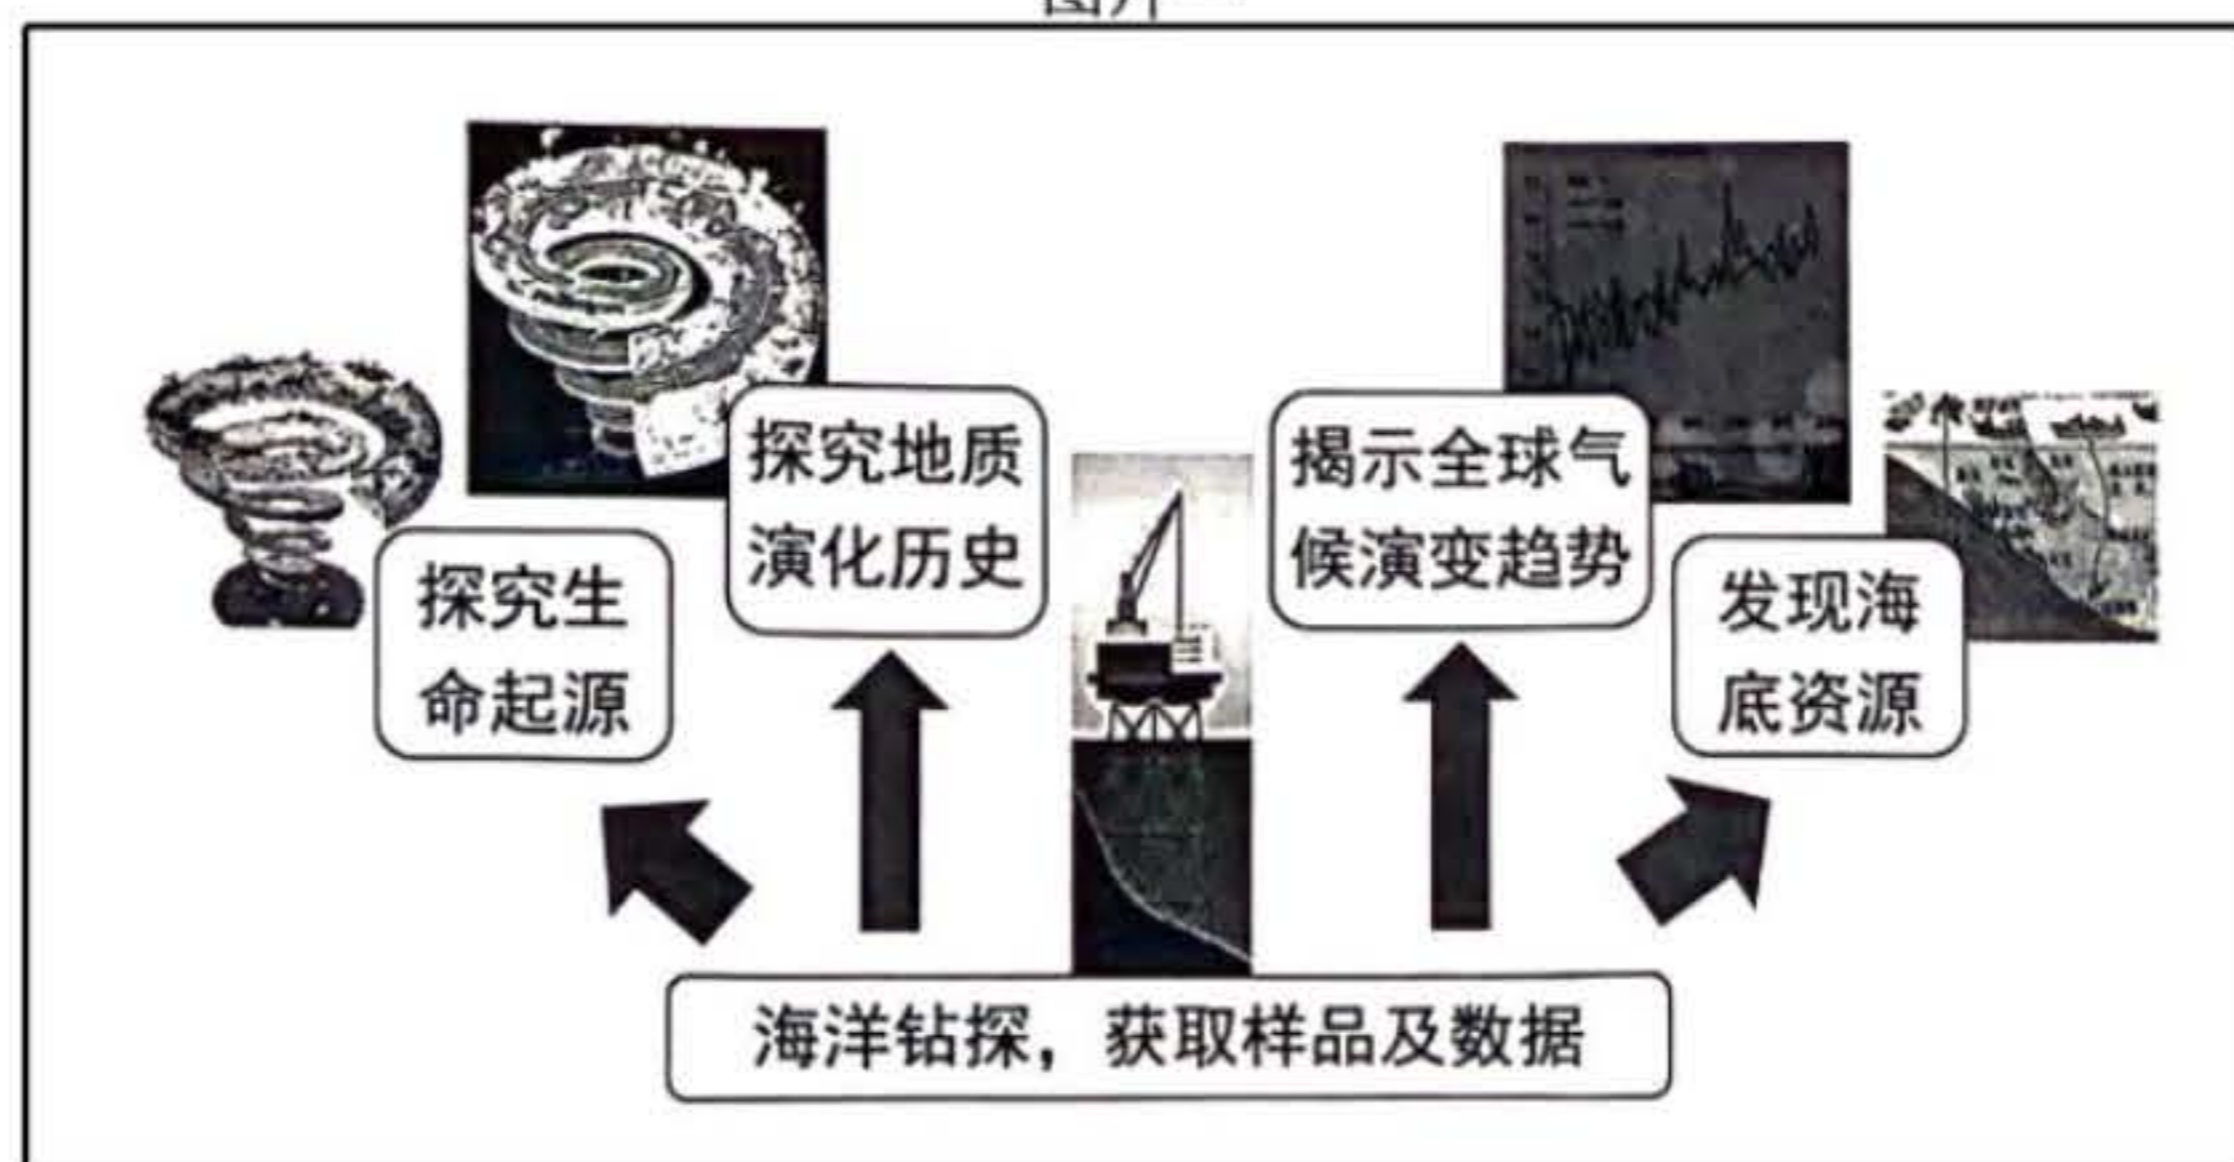 探究地质
演化历史
揭示全球气
候演变趋势
探究生
命起源
发现海
底资源
海洋钻探，获取样品及数据